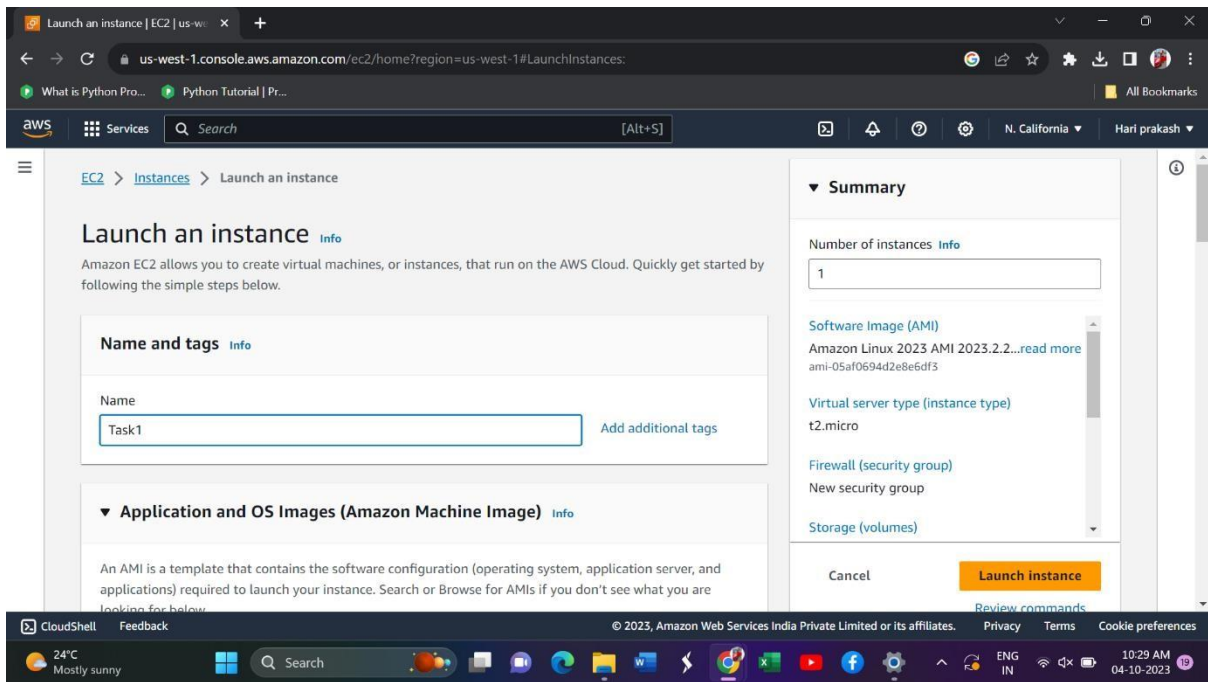 Launch an instance | EC2 | us-we
us-west-1.console.aws.amazon.com/ec2/home?region=us-west-1#LaunchInstances:
What is Python Pro...
Python Tutorial | Pr...
All Bookmarks
aws
Services
Search
[Alt+S]
N. California
Hari prakash
EC2 > Instances > Launch an instance
Launch an instance Info
Amazon EC2 allows you to create virtual machines, or instances, that run on the AWS Cloud. Quickly get started by
following the simple steps below.
Name and tags Info
Name
Task1
Add additional tags
Application and OS Images (Amazon Machine Image) Info
An AMI is a template that contains the software configuration (operating system, application server, and
applications) required to launch your instance. Search or Browse for AMIs if you don't see what you are
looking for below
Summary
Number of instances Info
1
Software Image (AMI)
Amazon Linux 2023 AMI 2023.2.2...read more
ami-05af0694d2e8e6df3
Virtual server type (instance type)
t2.micro
Firewall (security group)
New security group
Storage (volumes)
Cancel
Launch instance
Review commands
CloudShell
Feedback
© 2023, Amazon Web Services India Private Limited or its affiliates.
Privacy
Terms
Cookie preferences
24°C
Mostly sunny
Search
ENG
IN
10:29 AM
04-10-2023
19